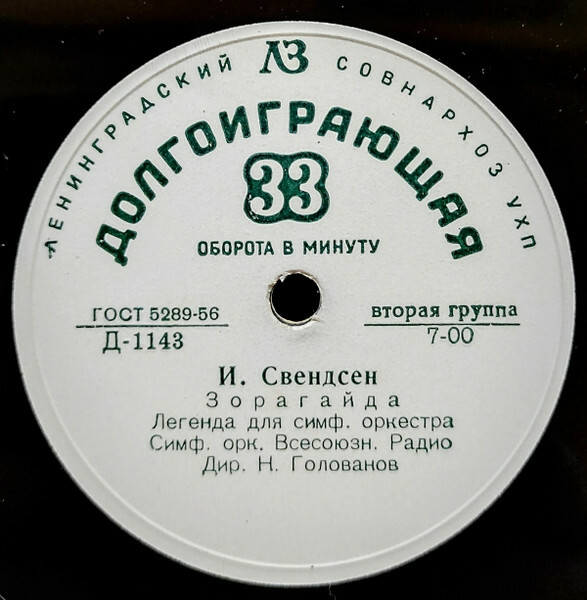 ЛЕНИНГРАДСКИЙ ЛЗ СОВНАРХОЗ УХП
ДОЛГОИГРАЮЩАЯ
33
ОБОРОТА В МИНУТУ
ГОСТ 5289-56
Д-1143
вторая группа
7-00
И. Свендсен
Зорагайда
Легенда для симф. оркестра
Симф. орк. Всесоюзн. Радио
Дир. Н. Голованов